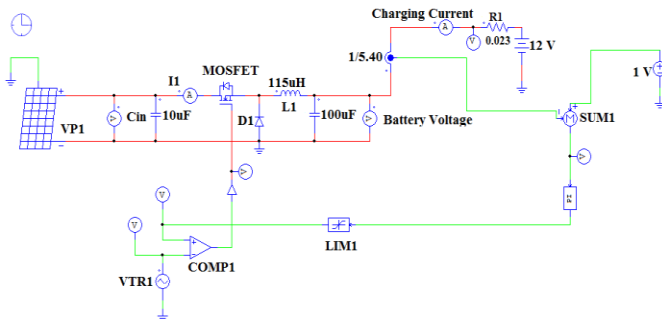 Charging Current
A
R1
V
0.023
12 V
1/5.40
1 V
MOSFET
I1
A
115uH
L1
VP1
V
Cin
10uF
D1
100uF
V
Battery Voltage
M
SUM1
V
V
PI
V
V
LIM1
COMP1
VTR1